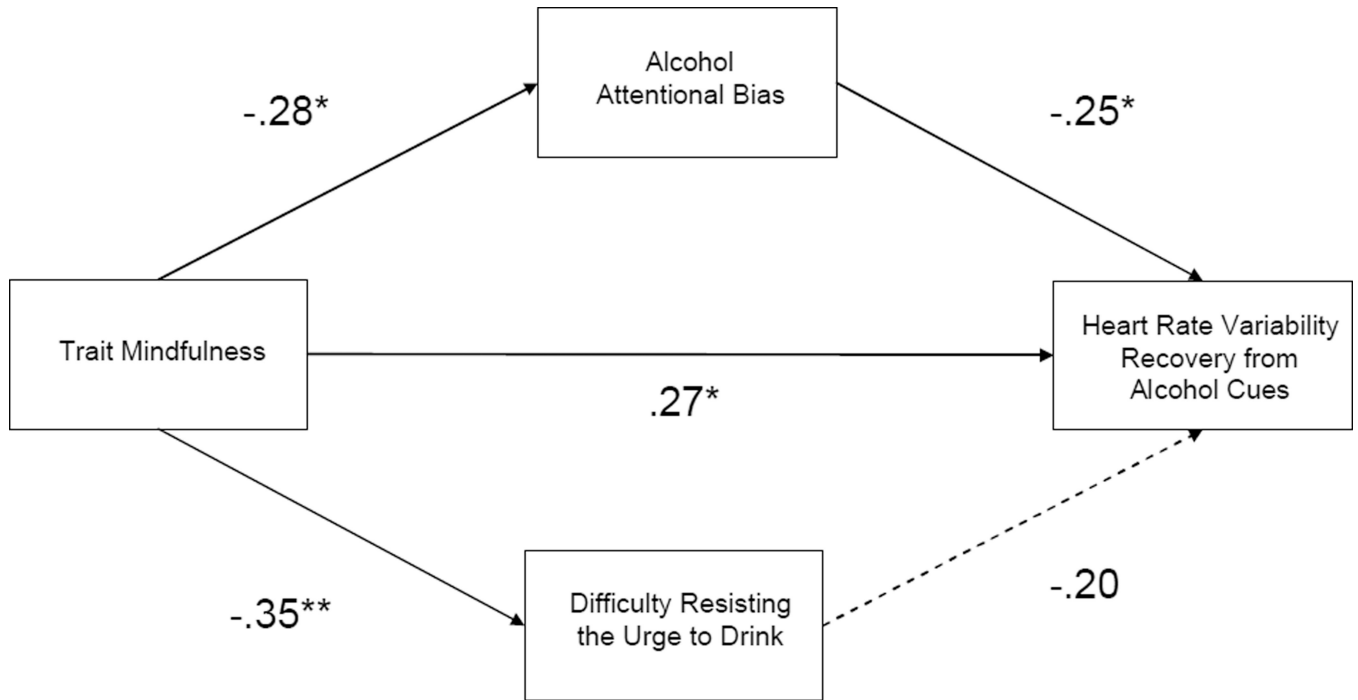 Alcohol
Attentional Bias
-.28*
-.25*
Trait Mindfulness
Heart Rate Variability
Recovery from
Alcohol Cues
.27*
-.35**
Difficulty Resisting
the Urge to Drink
-.20